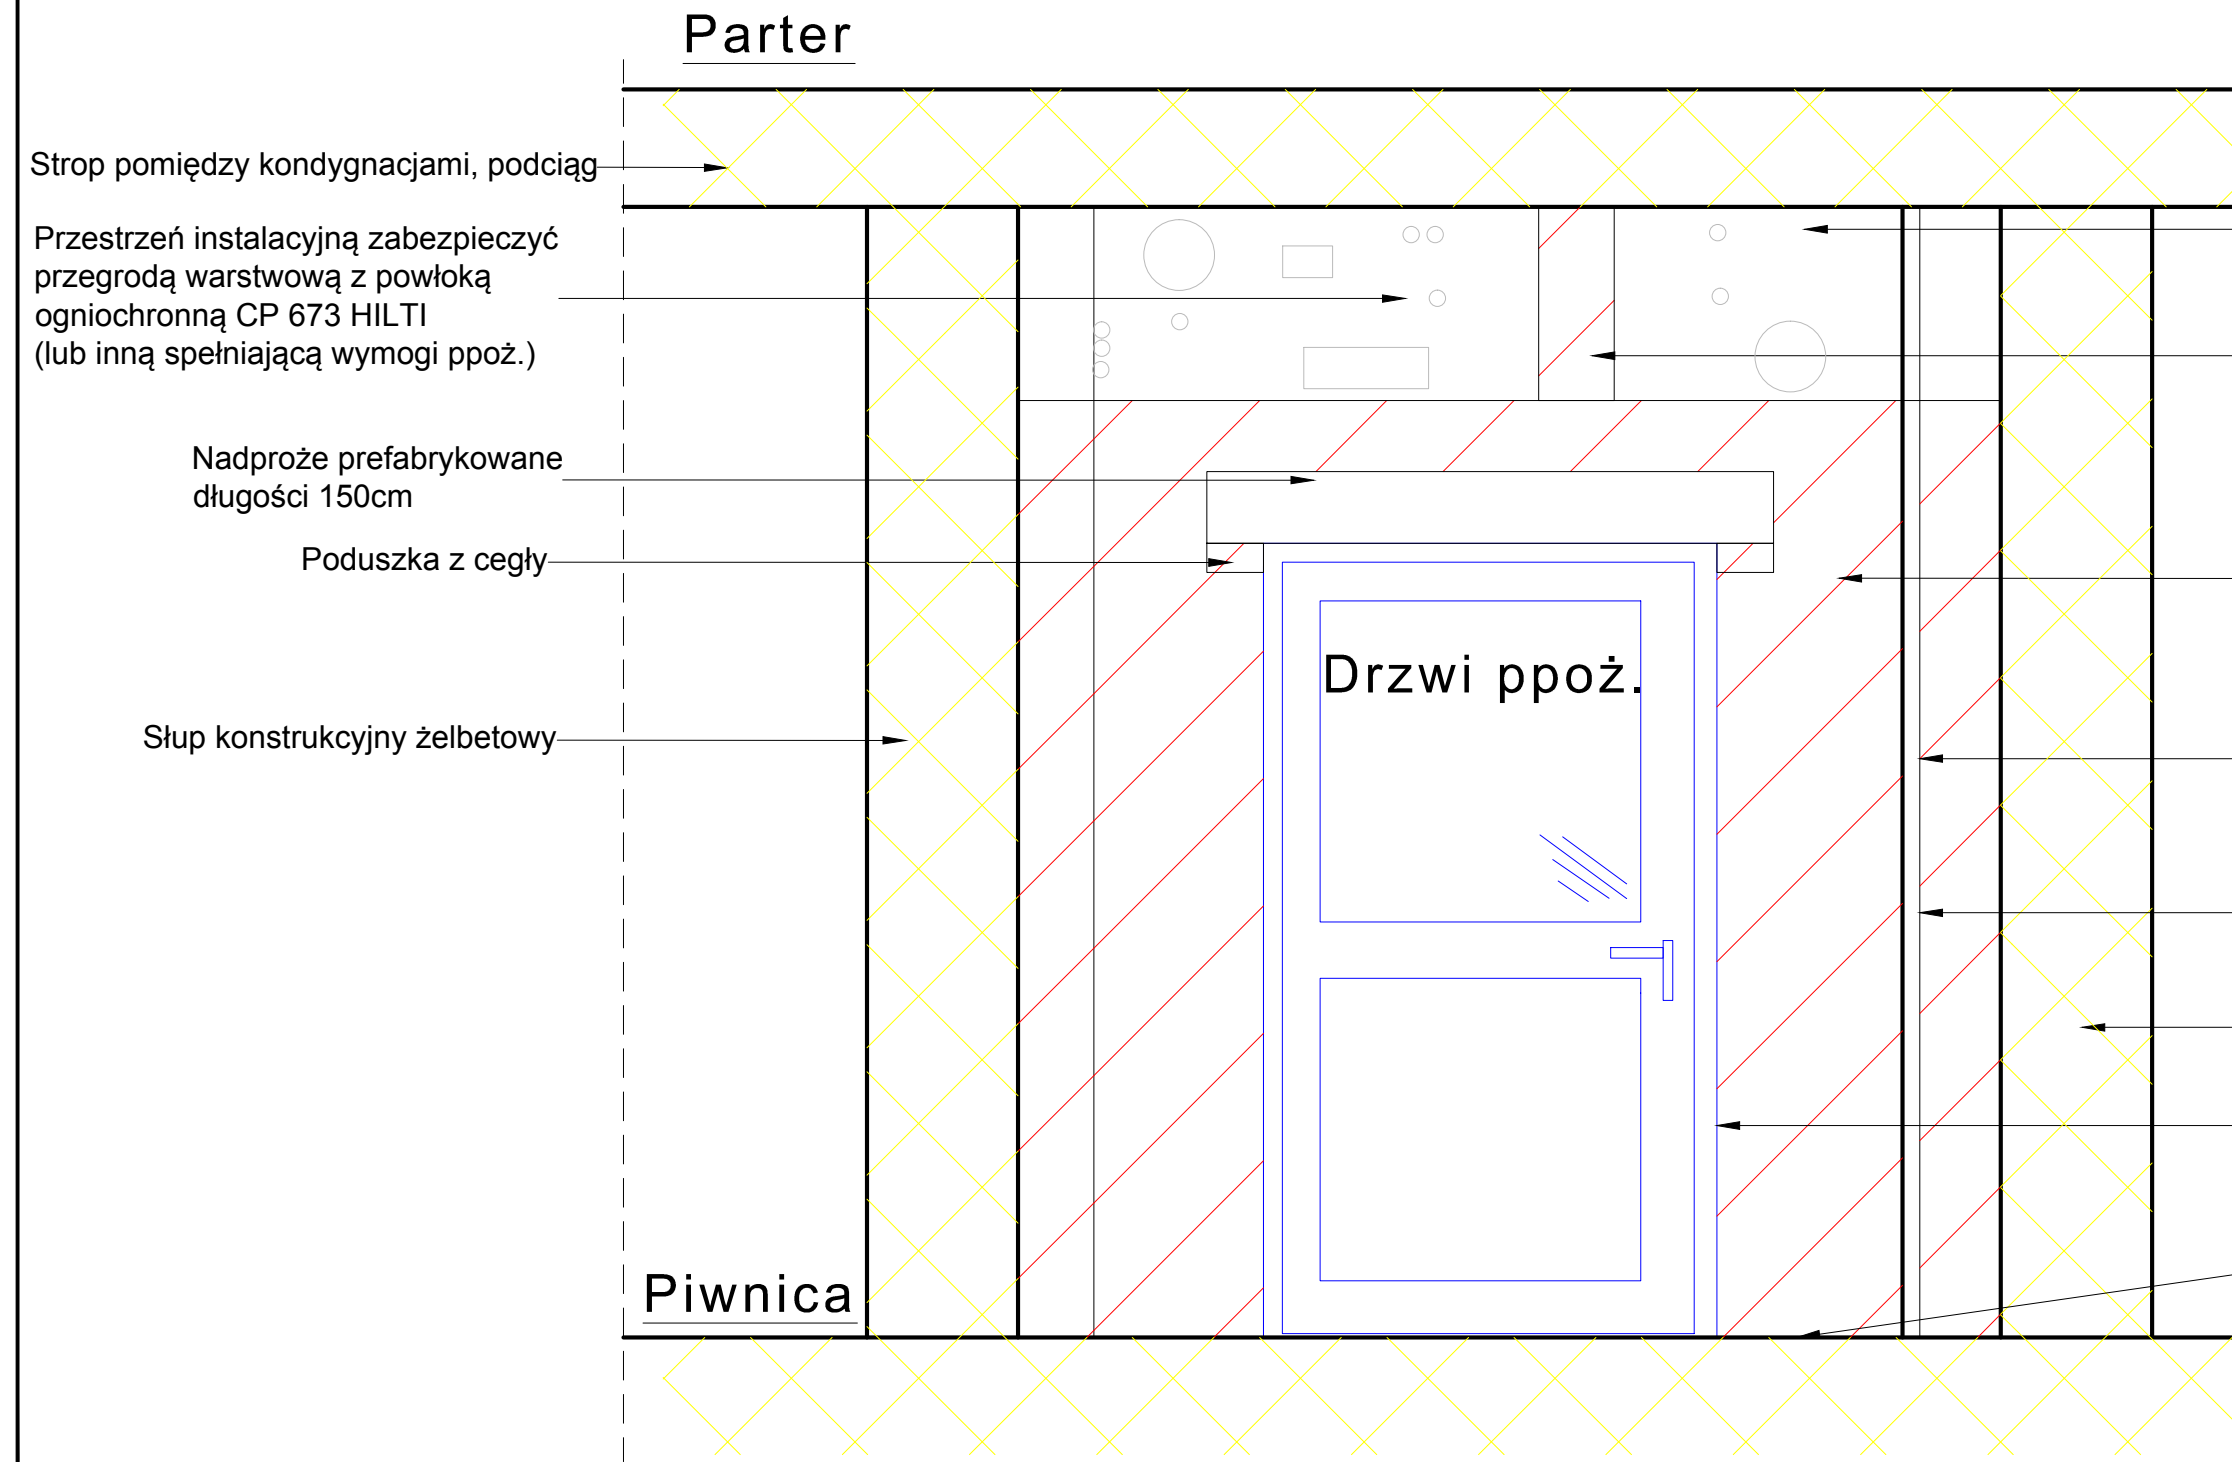 Parter
Strop pomiędzy kondygnacjami, podciąg
Przestrzeń instalacyjną zabezpieczyć
przegrodą warstwową z powłoką
ogniochronną CP 673 HILTI
(lub inną spełniającą wymogi ppoż.)
Nadproże prefabrykowane
długości 150cm
Poduszka z cegły
Drzwi ppoż.
Słup konstrukcyjny żelbetowy
Piwnica